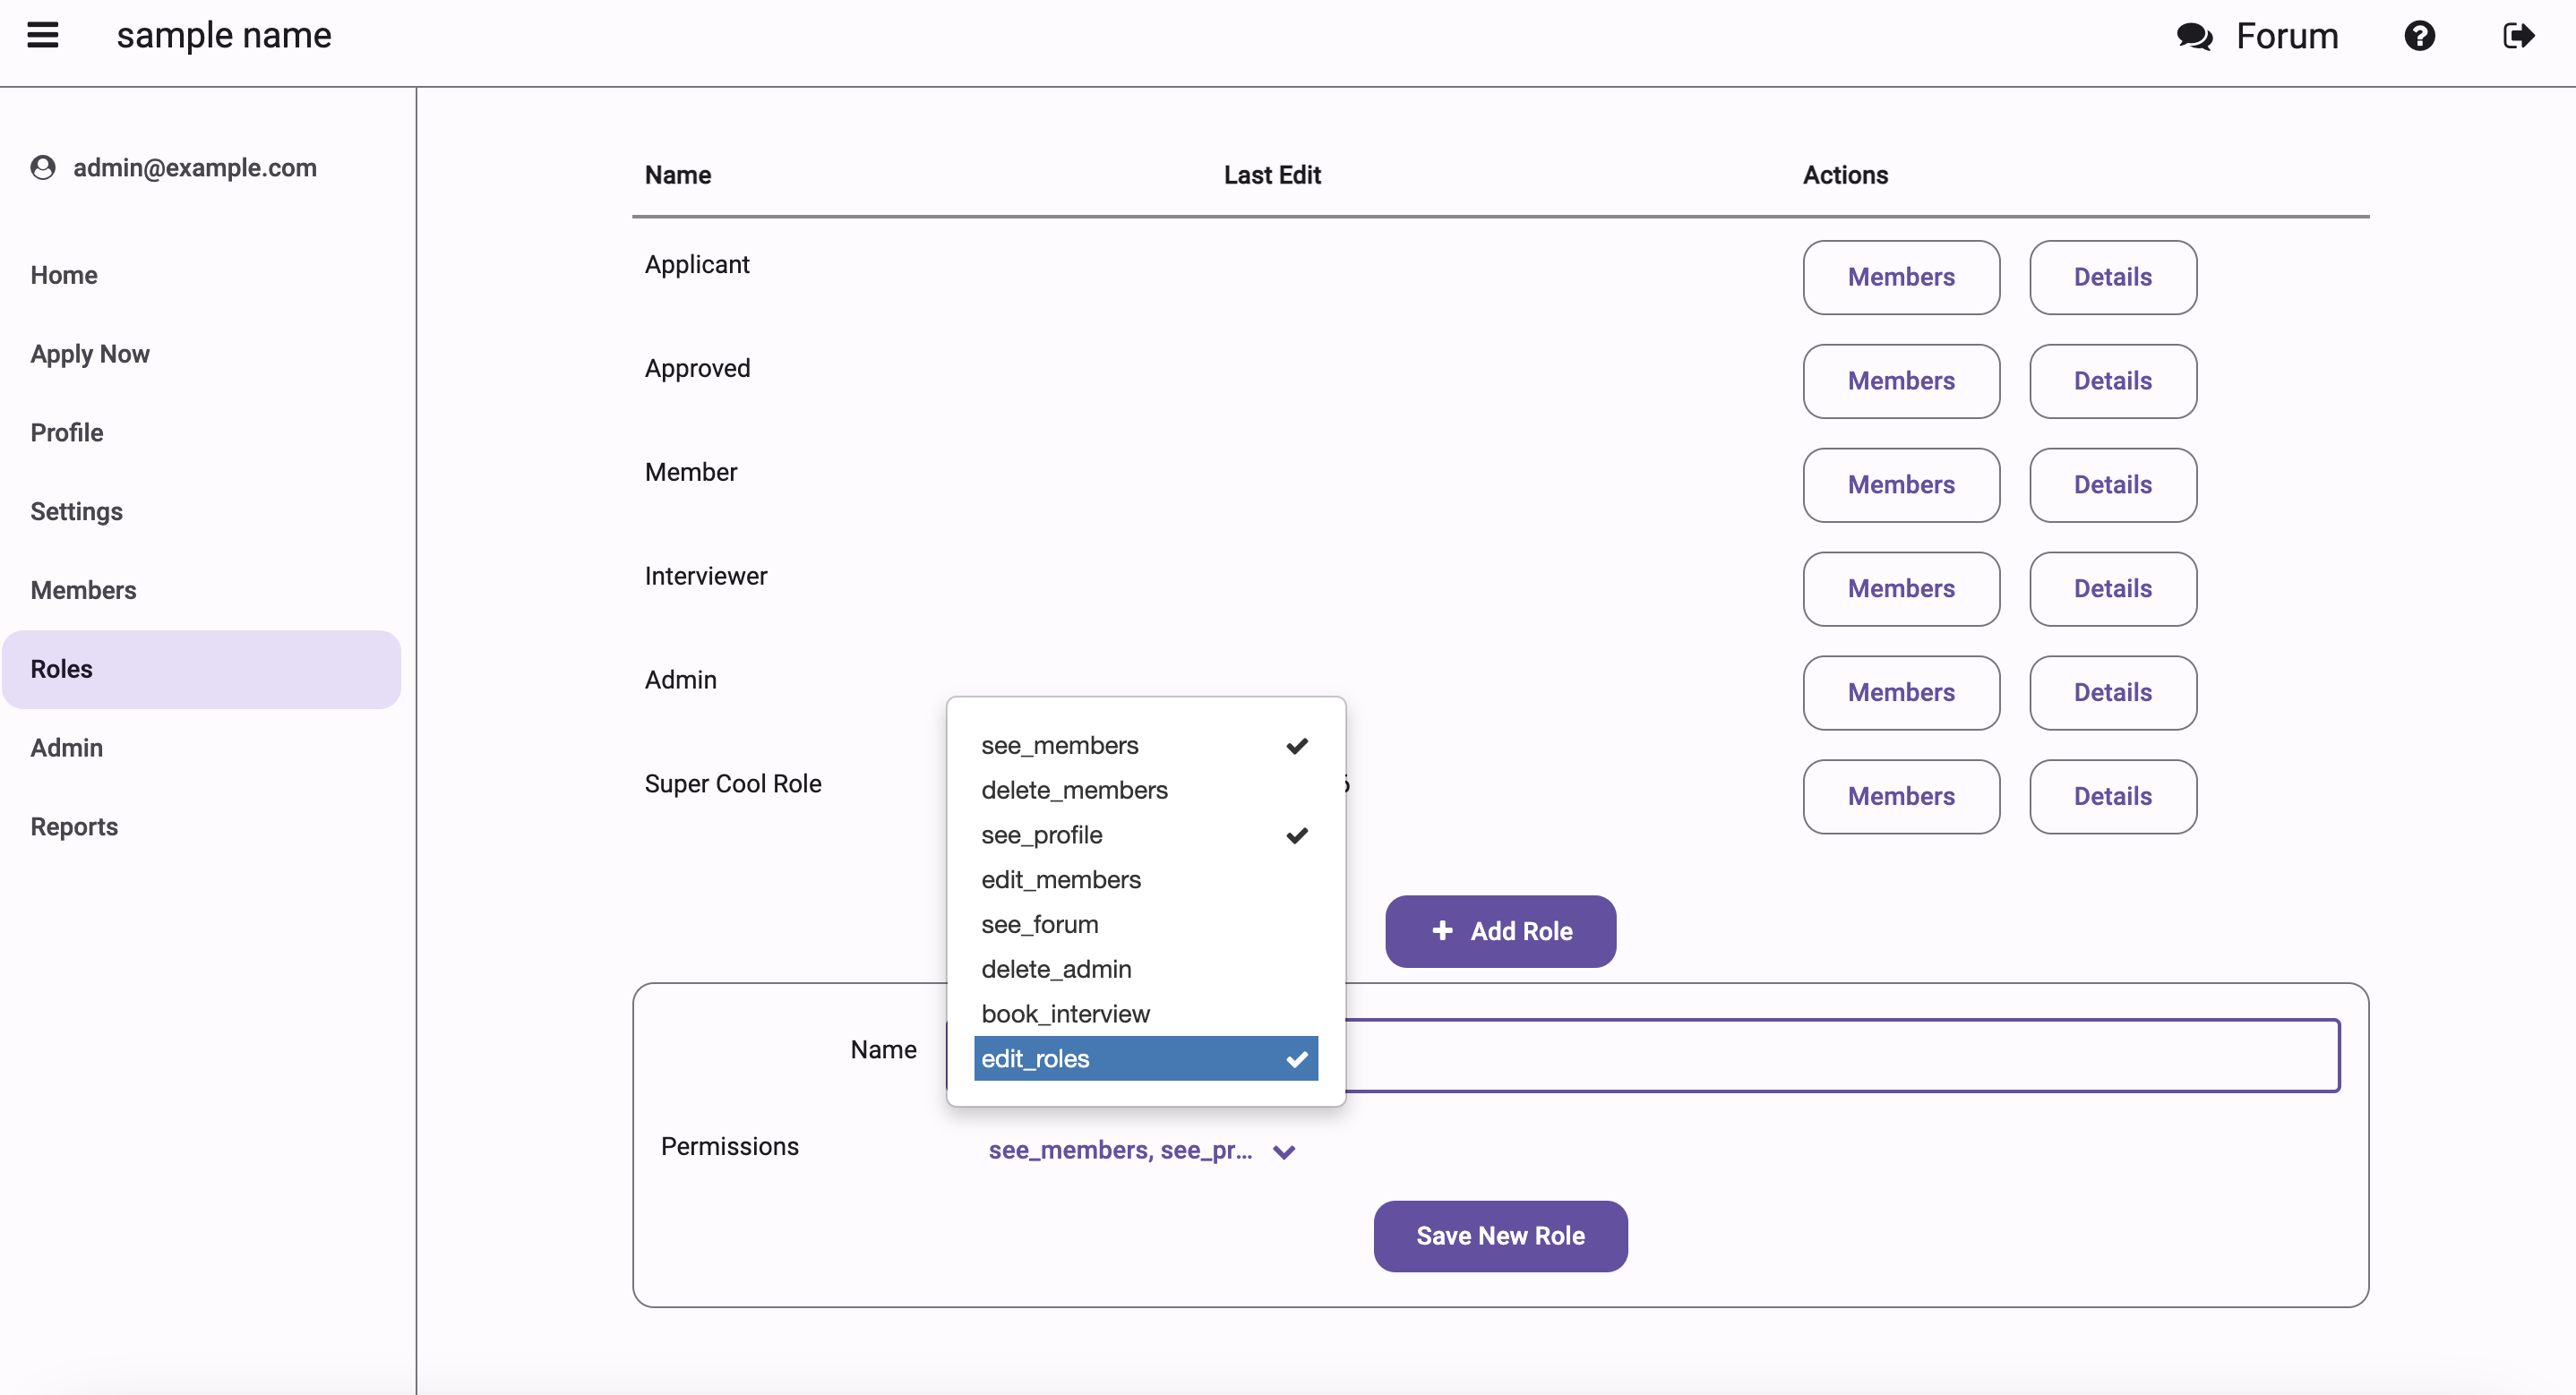 sample name
Forum
admin@example.com
Home
Apply Now
Profile
Settings
Members
Roles
Admin
Reports
Name Last Edit Actions
Applicant Members Details
Approved Members Details
Member Members Details
Interviewer Members Details
Admin Members Details
Super Cool Role Members Details
see_members
delete_members
see_profile
edit_members
see_forum
delete_admin
book_interview
edit_roles
Add Role
Name
Permissions see_members, see_pr...
Save New Role